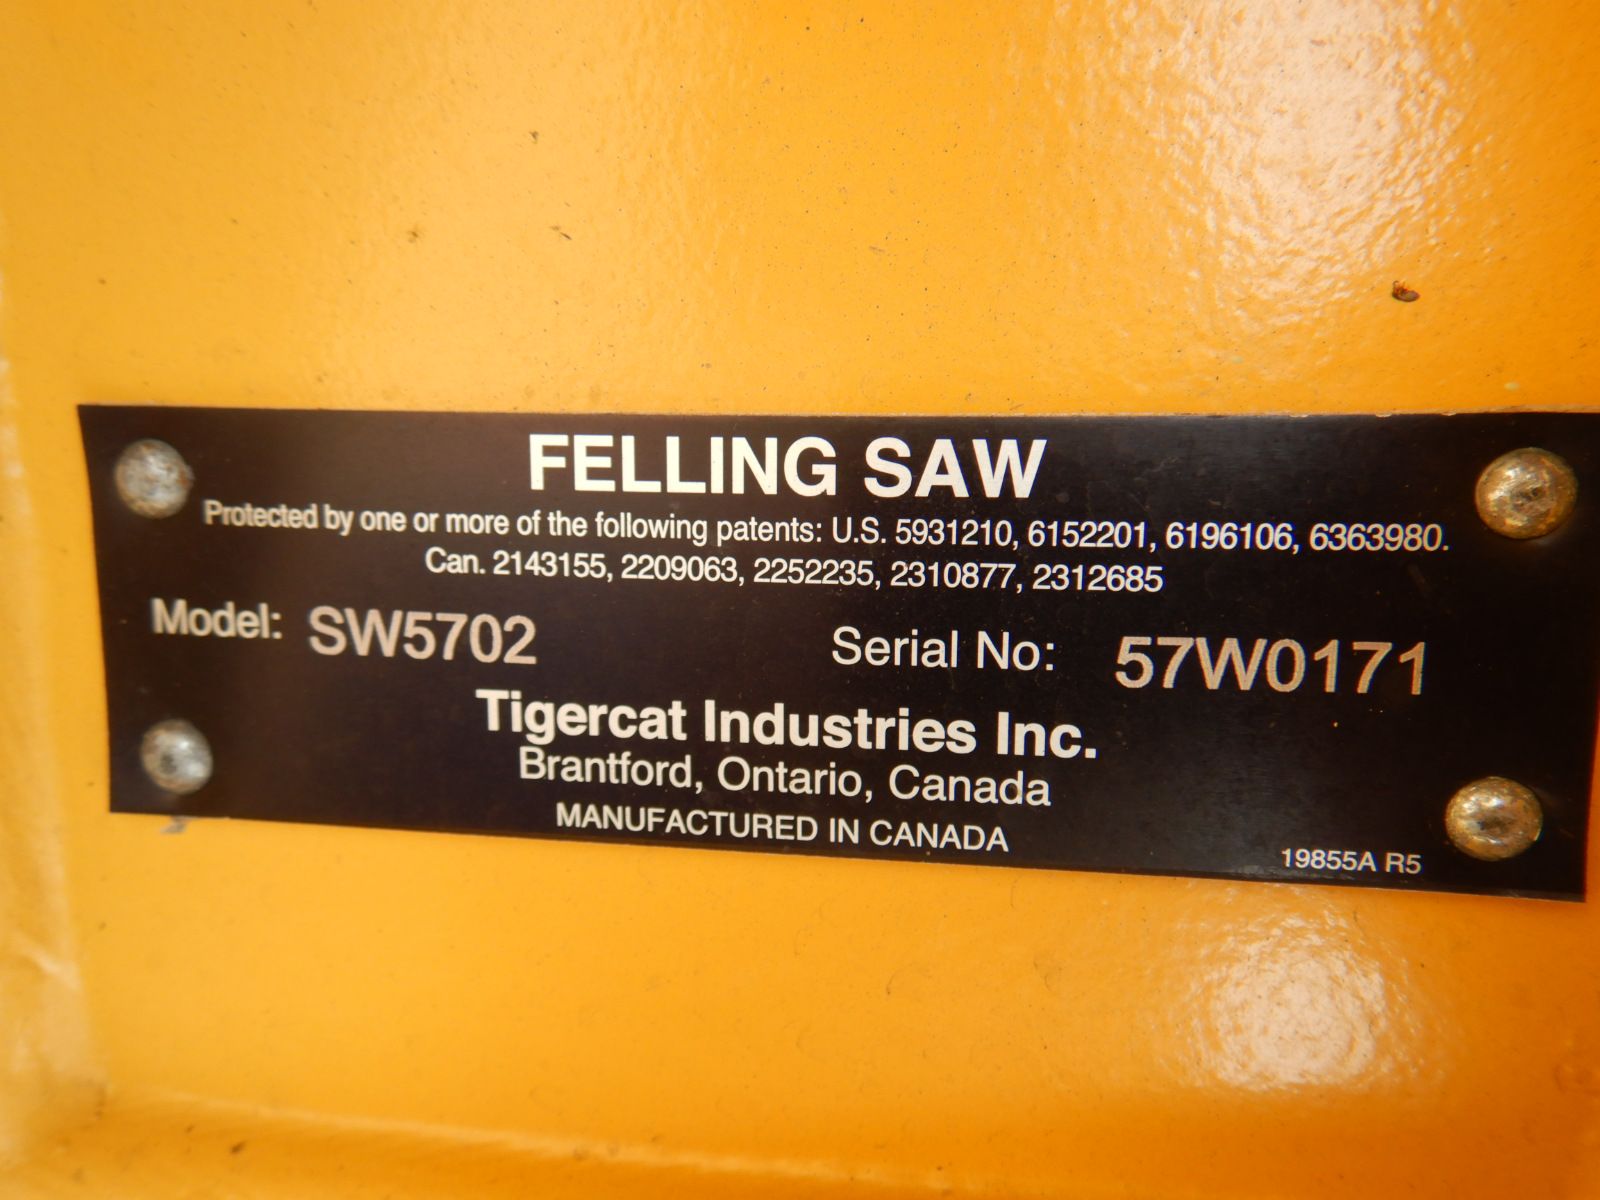 FELLING SAW
Protected by one or more of the following patents: U.S. 5931210, 6152201, 6196106, 6363980.
Can. 2143155, 2209063, 2252235, 2310877, 2312685
Model: SW5702 Serial No: 57W0171
Tigercat Industries Inc.
Brantford, Ontario, Canada
MANUFACTURED IN CANADA
19855A R5